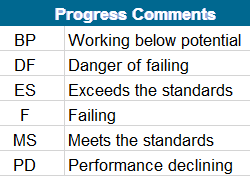 Progress Comments
BP Working below potential
DF Danger of failing
ES Exceeds the standards
F Failing
MS Meets the standards
PD Performance declining